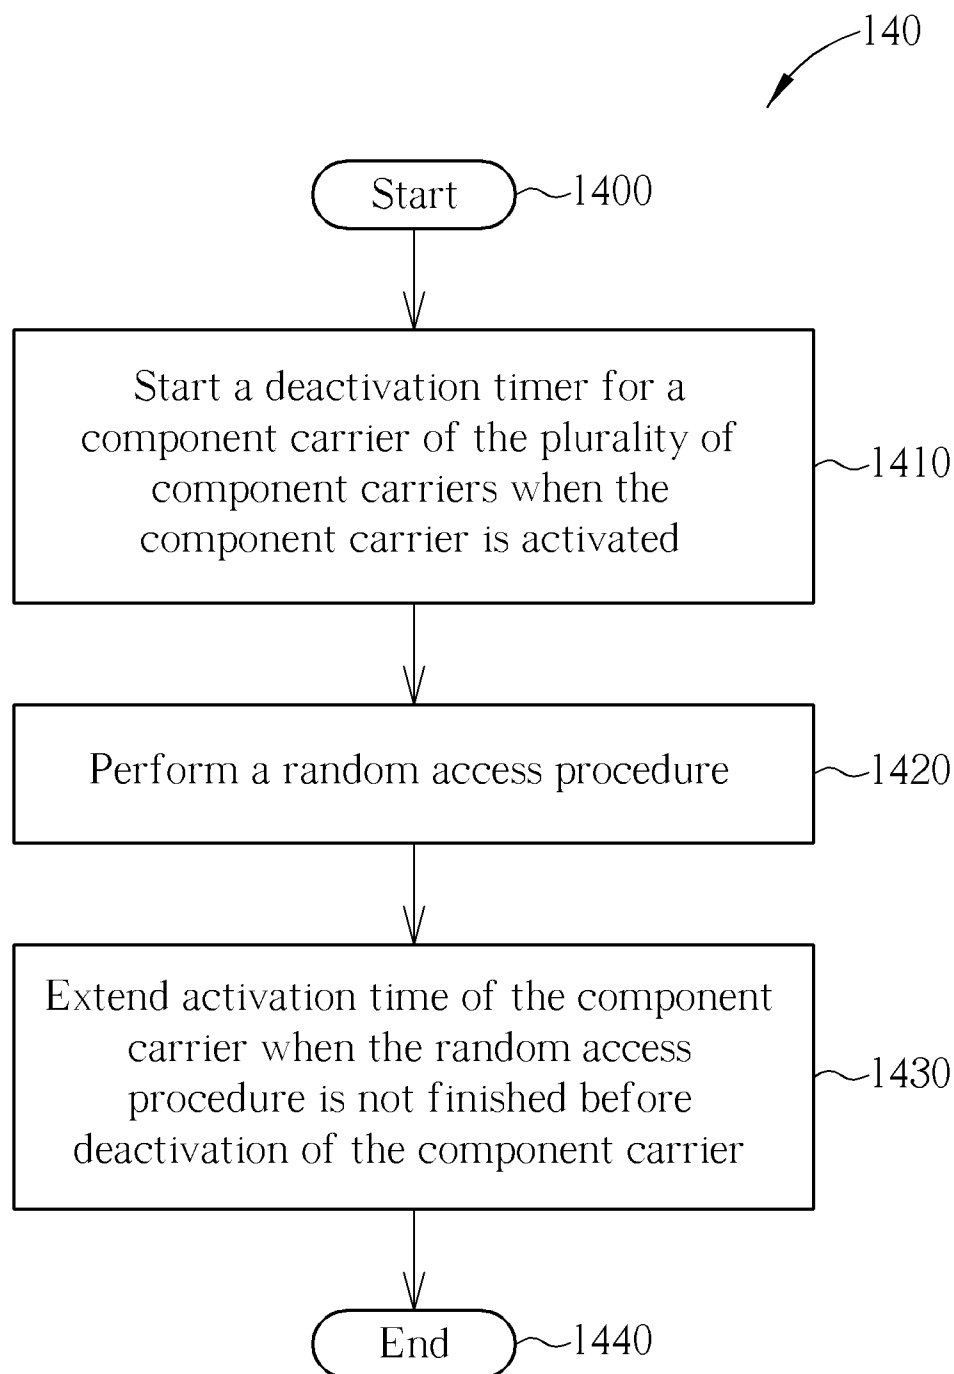 140
Start
1400
Start a deactivation timer for a
component carrier of the plurality of
component carriers when the
component carrier is activated
1410
Perform a random access procedure
1420
Extend activation time of the component
carrier when the random access
procedure is not finished before
deactivation of the component carrier
1430
End
1440